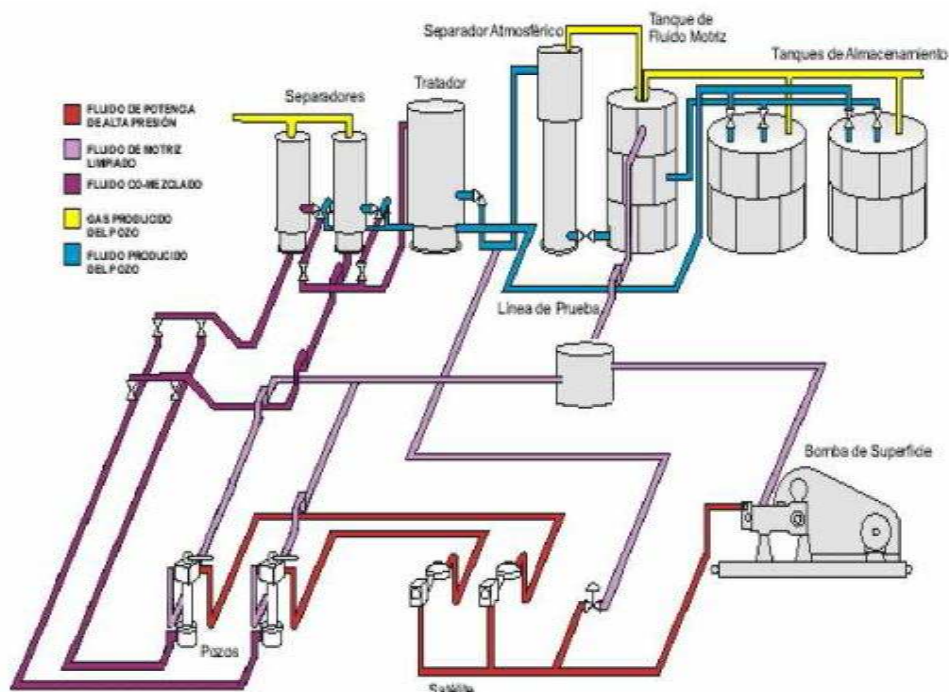 Separador Atmosférico
Tanque de
Fluido Motriz
Tanques de Almacenamiento
Separadores
Tratador
FLUIDO DE POTENCIA
DE ALTA PRESIÓN
FLUIDO DE MOTRIZ
LIMPIADO
FLUIDO CO-MEZCLADO
GAS PRODUCIDO
DEL POZO
FLUIDO PRODUCIDO
DEL POZO
Línea de Prueba
Bomba de Superficie
Pozos
Satélite